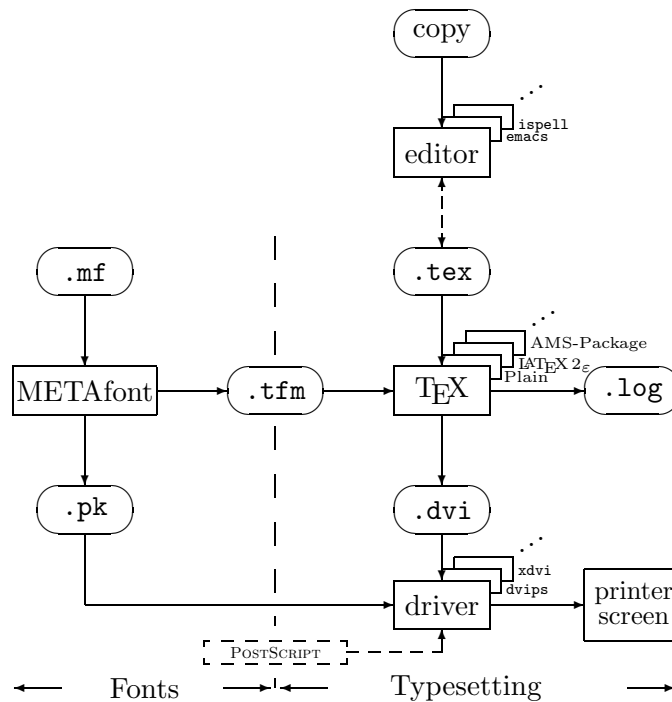 copy
ispell
emacs
editor
.mf
.tex
AMS-Package
LATEX 2ε
Plain
METAfont
.tfm
TEX
.log
.pk
.dvi
xdvi
dvips
driver
printer
screen
POSTSCRIPT
Fonts
Typesetting